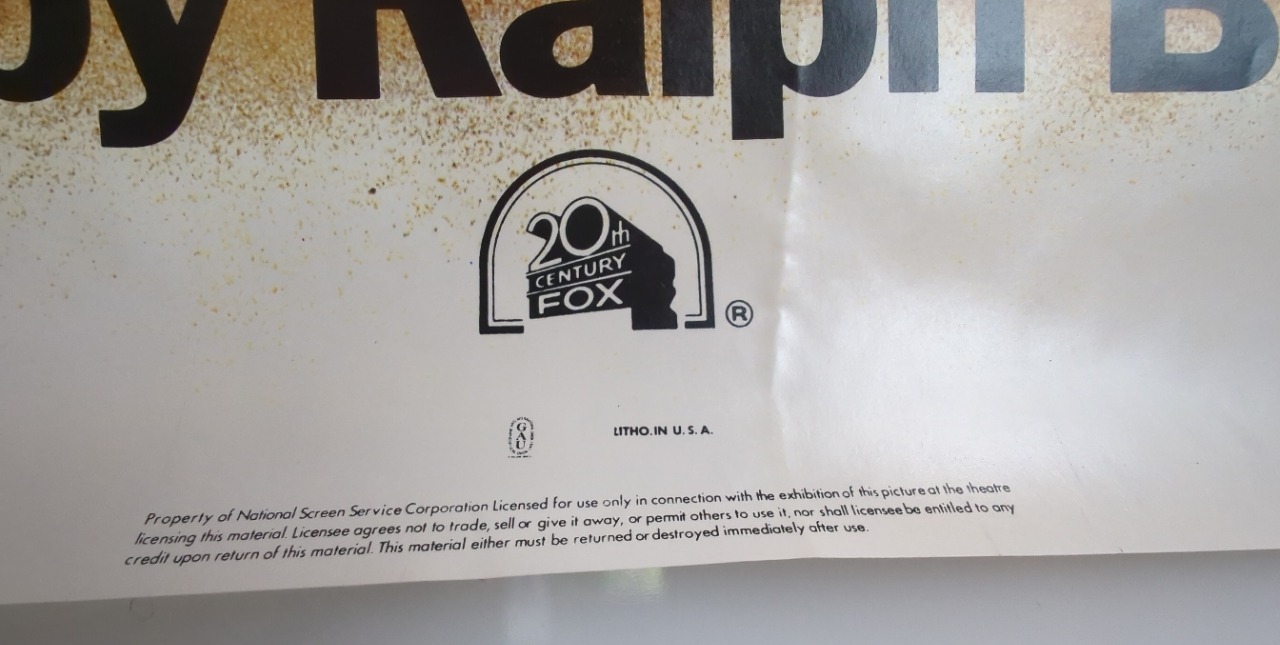 by Ralph B
20th
CENTURY
FOX
®
GAU
LITHO. IN U. S. A.
Property of National Screen Service Corporation Licensed for use only in connection with the exhibition of this picture at the theatre
licensing this material. Licensee agrees not to trade, sell or give it away, or permit others to use it, nor shall licensee be entitled to any
credit upon return of this material. This material either must be returned or destroyed immediately after use.